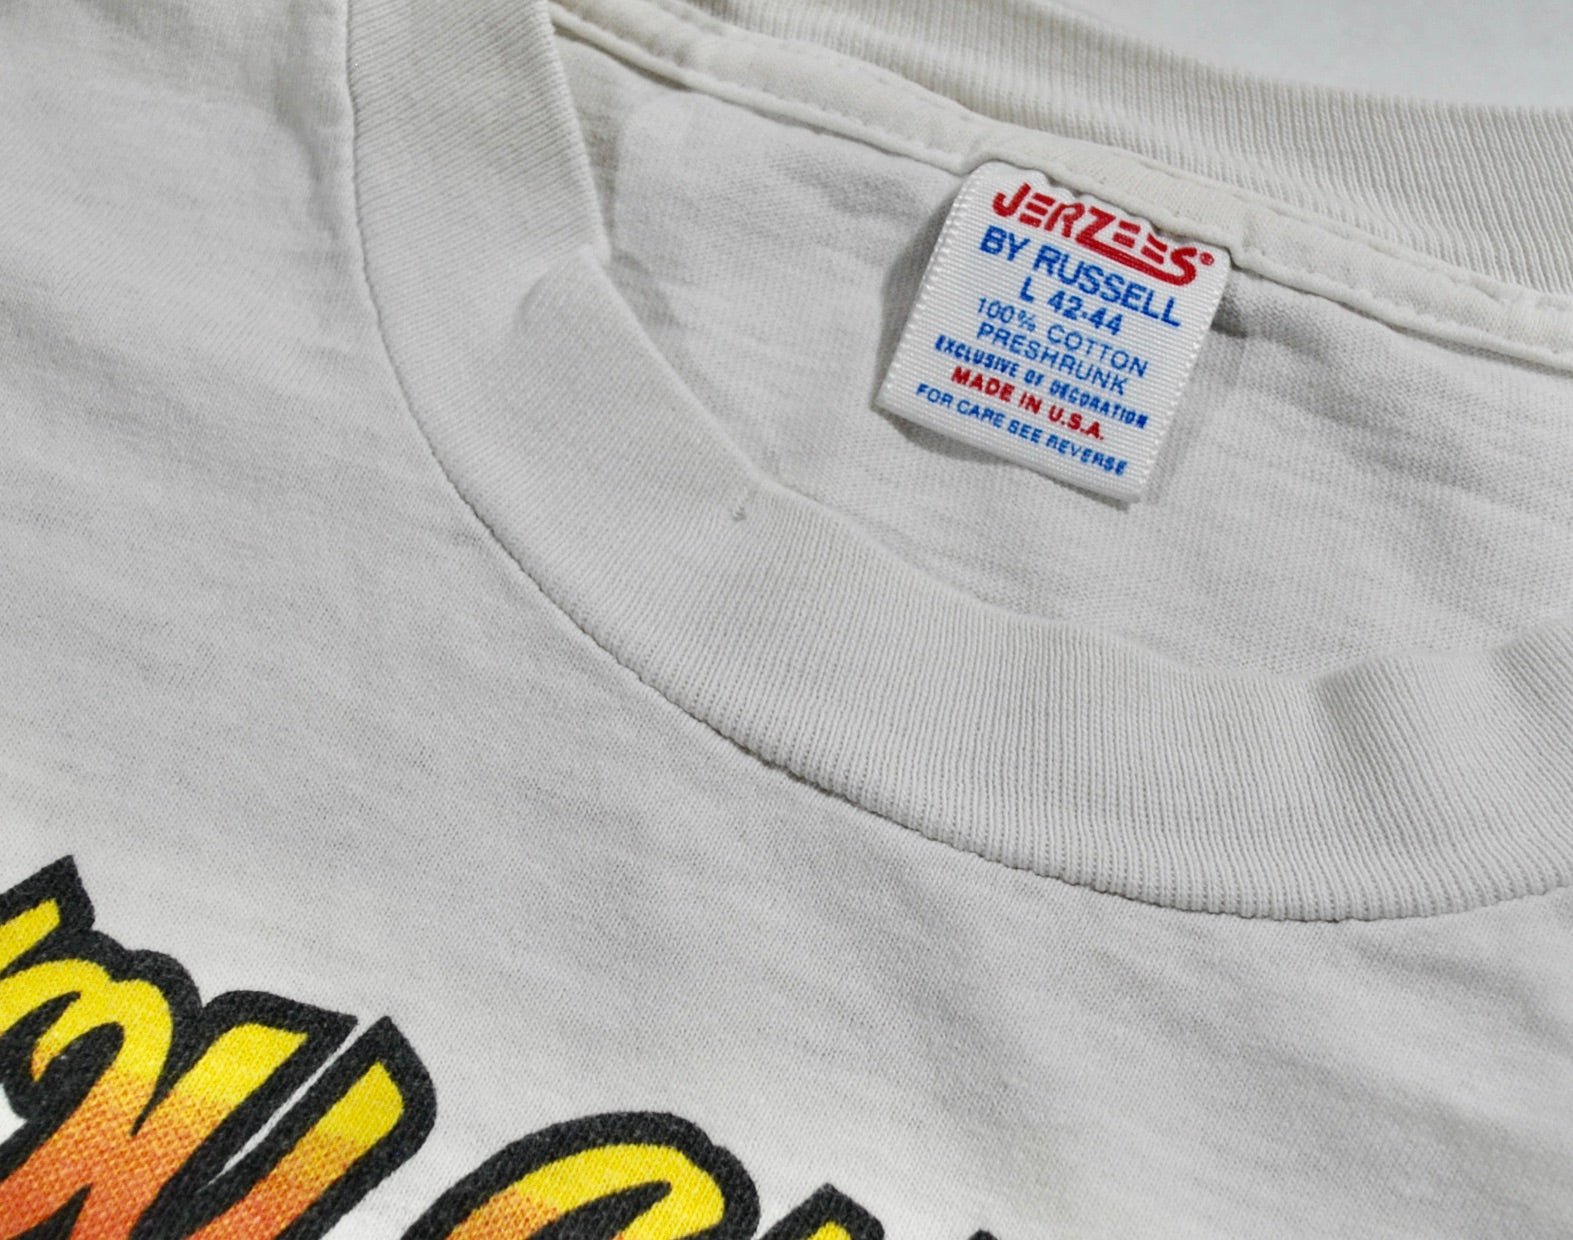 JERZEES®
BY RUSSELL
L 42-44
100% COTTON
PRESHRUNK
EXCLUSIVE OF DECORATION
MADE IN U.S.A.
FOR CARE SEE REVERSE